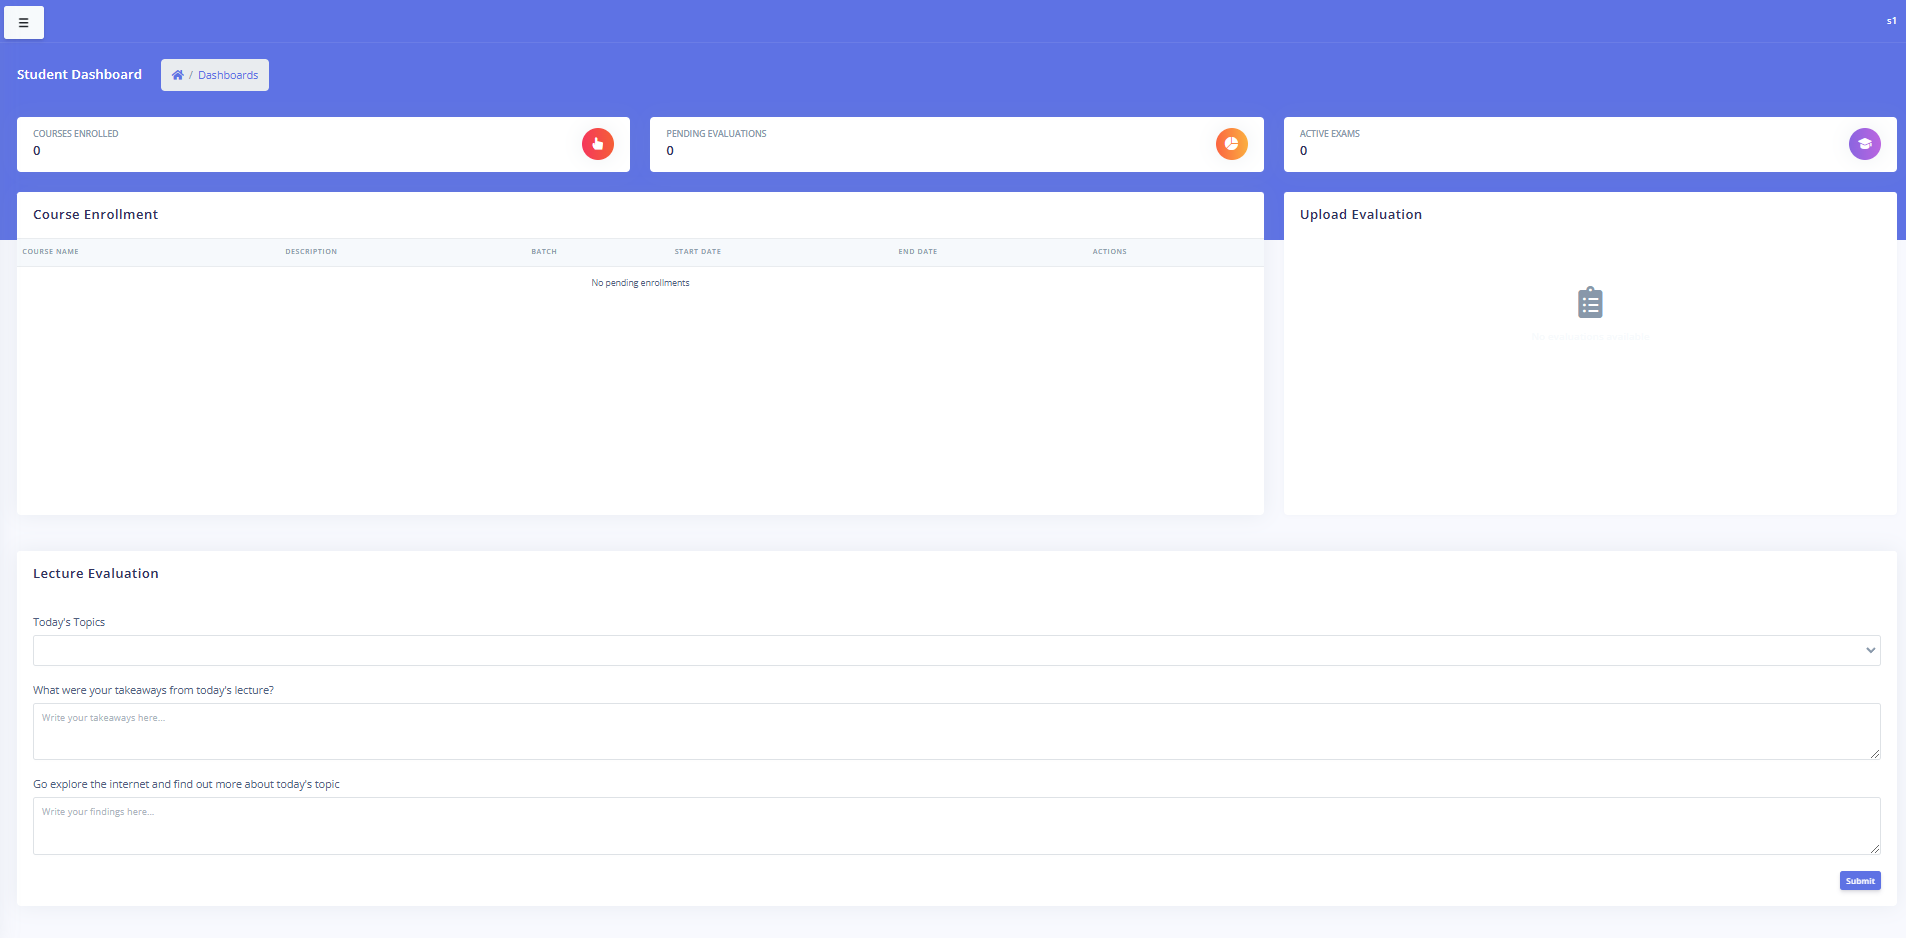 s1
Student Dashboard
/ Dashboards
COURSES ENROLLED
0
PENDING EVALUATIONS
0
ACTIVE EXAMS
0
Course Enrollment
COURSE NAME DESCRIPTION BATCH START DATE END DATE ACTIONS
No pending enrollments
Upload Evaluation
Lecture Evaluation
Today's Topics
What were your takeaways from today's lecture?
Write your takeaways here...
Go explore the internet and find out more about today's topic
Write your findings here...
Submit